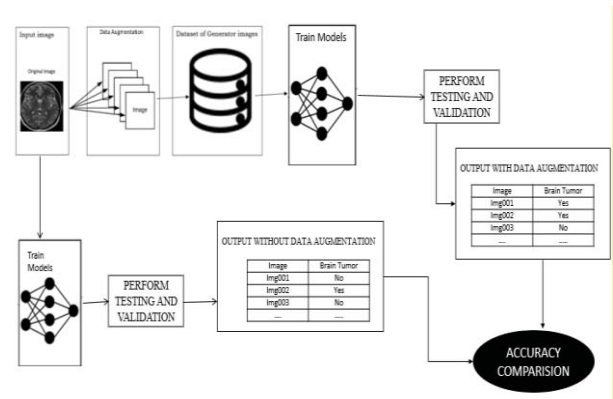 Input image
Original Image
Data Augmentation
Image
Dataset of Generator images
Train Models
PERFORM
TESTING AND
VALIDATION
OUTPUT WITH DATA AUGMENTATION
Image Brain Tumor
Img001 Yes
Img002 Yes
Img003 No
.... .....
Train
Models
PERFORM
TESTING AND
VALIDATION
OUTPUT WITHOUT DATA AUGMENTATION
Image Brain Tumor
Img001 No
Img002 Yes
Img003 No
.... .....
ACCURACY
COMPARISION